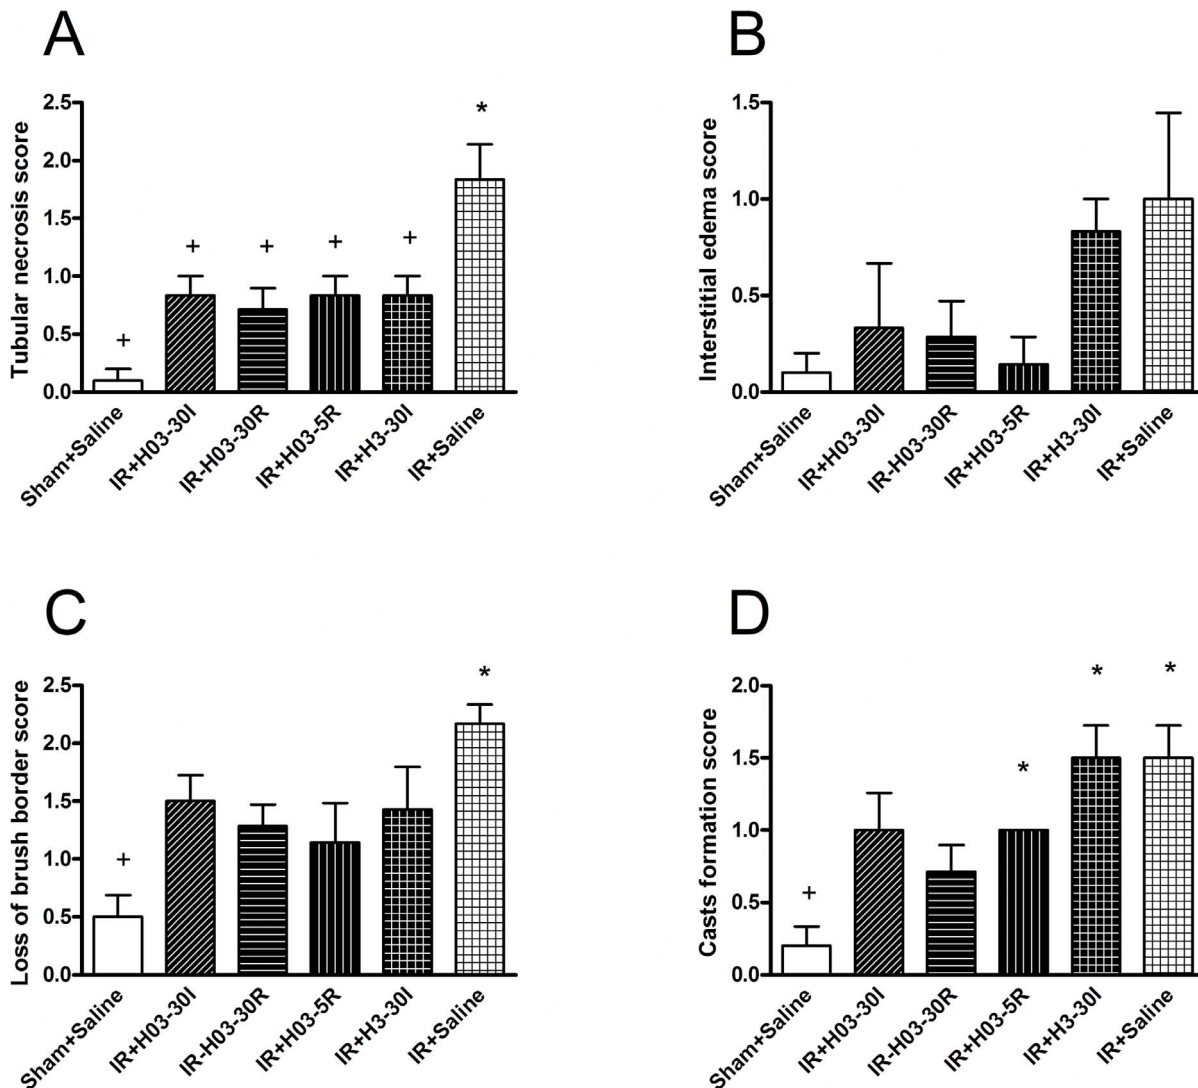 A
Tubular necrosis score
2.5
2.0
1.5
1.0
0.5
0.0
*
+
+
+
+
+
Sham+Saline
IR+H03-30I
IR-H03-30R
IR+H03-5R
IR+H3-30I
IR+Saline
B
Interstitial edema score
1.5
1.0
0.5
0.0
Sham+Saline
IR+H03-30I
IR-H03-30R
IR+H03-5R
IR+H3-30I
IR+Saline
C
Loss of brush border score
2.5
2.0
1.5
1.0
0.5
0.0
*
+
Sham+Saline
IR+H03-30I
IR-H03-30R
IR+H03-5R
IR+H3-30I
IR+Saline
D
Casts formation score
2.0
1.5
1.0
0.5
0.0
*
*
*
+
Sham+Saline
IR+H03-30I
IR-H03-30R
IR+H03-5R
IR+H3-30I
IR+Saline